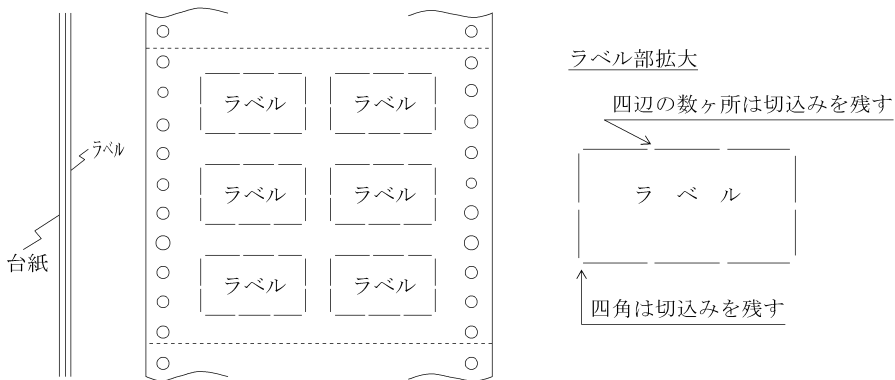 ラベル部拡大
四辺の数ヶ所は切込みを残す
ラベル ラベル
ラベル
ラベル ラベル
ラ ベ ル
台紙
ラベル ラベル
四角は切込みを残す